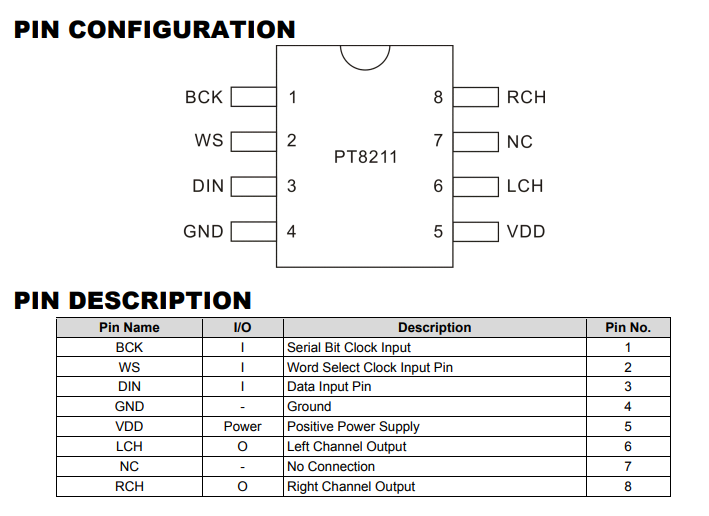 PIN CONFIGURATION
BCK 1 8 RCH
WS 2 7 NC
PT8211
DIN 3 6 LCH
GND 4 5 VDD
PIN DESCRIPTION
Pin Name I/O Description Pin No.
BCK I Serial Bit Clock Input 1
WS I Word Select Clock Input Pin 2
DIN I Data Input Pin 3
GND - Ground 4
VDD Power Positive Power Supply 5
LCH O Left Channel Output 6
NC - No Connection 7
RCH O Right Channel Output 8